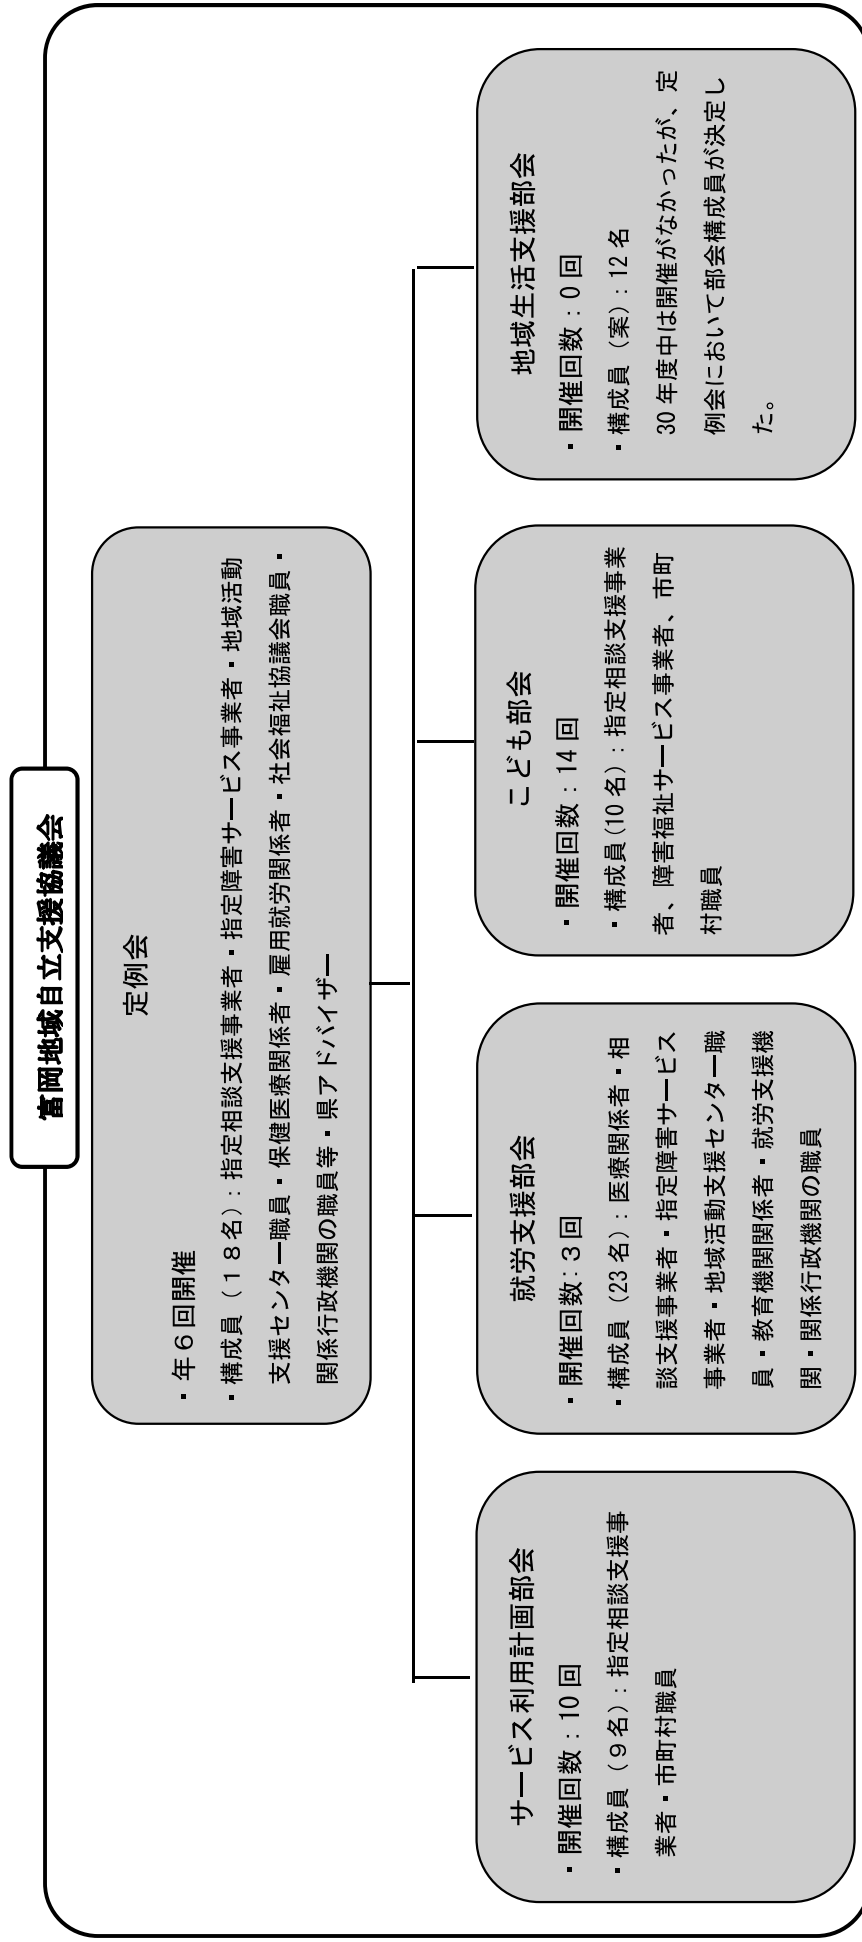 富岡地域自立支援協議会
定例会
・年６回開催
・構成員（１８名）：指定相談支援事業者・指定障害サービス事業者・地域活動
支援センター職員・保健医療関係者・雇用就労関係者・社会福祉協議会職員・
関係行政機関の職員等・県アドバイザー
サービス利用計画部会
・開催回数：10 回
・構成員（９名）：指定相談支援事
業者・市町村職員
就労支援部会
・開催回数：３回
・構成員（23 名）：医療関係者・相
談支援事業者・指定障害サービス
事業者・地域活動支援センター職
員・教育機関関係者・就労支援機
関・関係行政機関の職員
こども部会
・開催回数：14 回
・構成員(10 名)：指定相談支援事業
者、障害福祉サービス事業者、市町
村職員
地域生活支援部会
・開催回数：０回
・構成員（案）：12 名
30 年度中は開催がなかったが、定
例会において部会構成員が決定し
た。